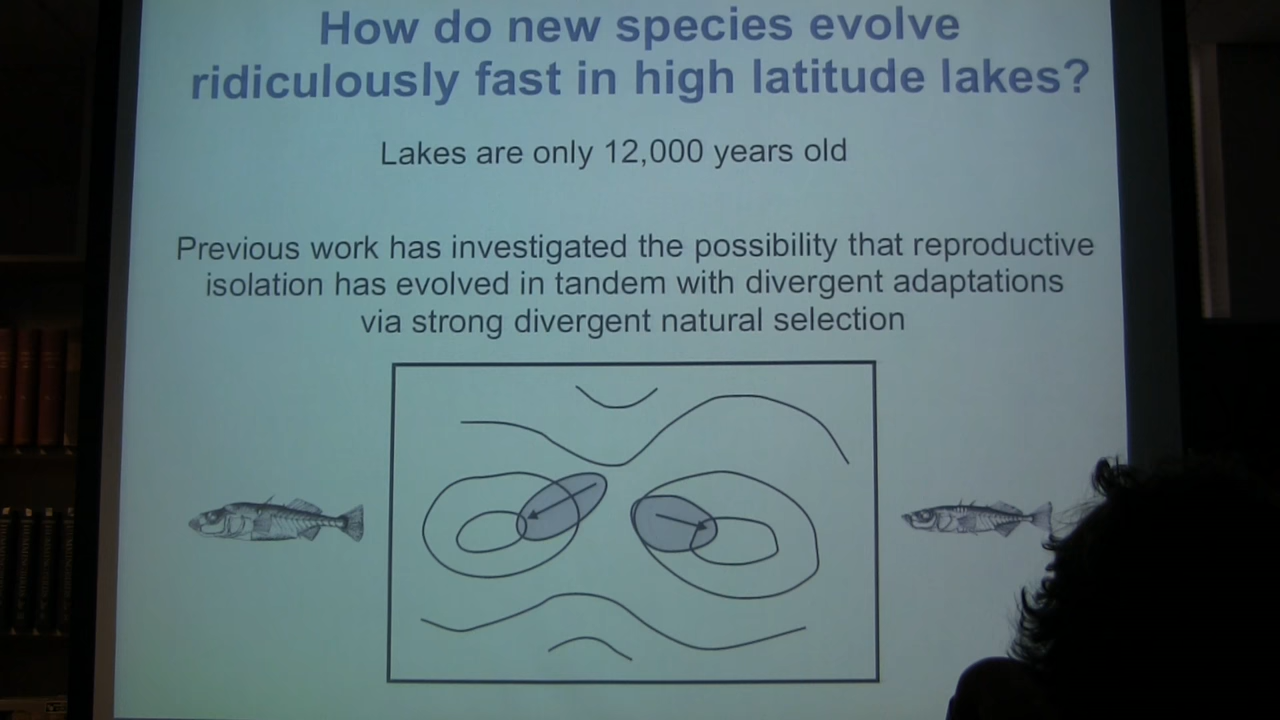 How do new species evolve
ridiculously fast in high latitude lakes?
Lakes are only 12,000 years old
Previous work has investigated the possibility that reproductive
isolation has evolved in tandem with divergent adaptations
via strong divergent natural selection